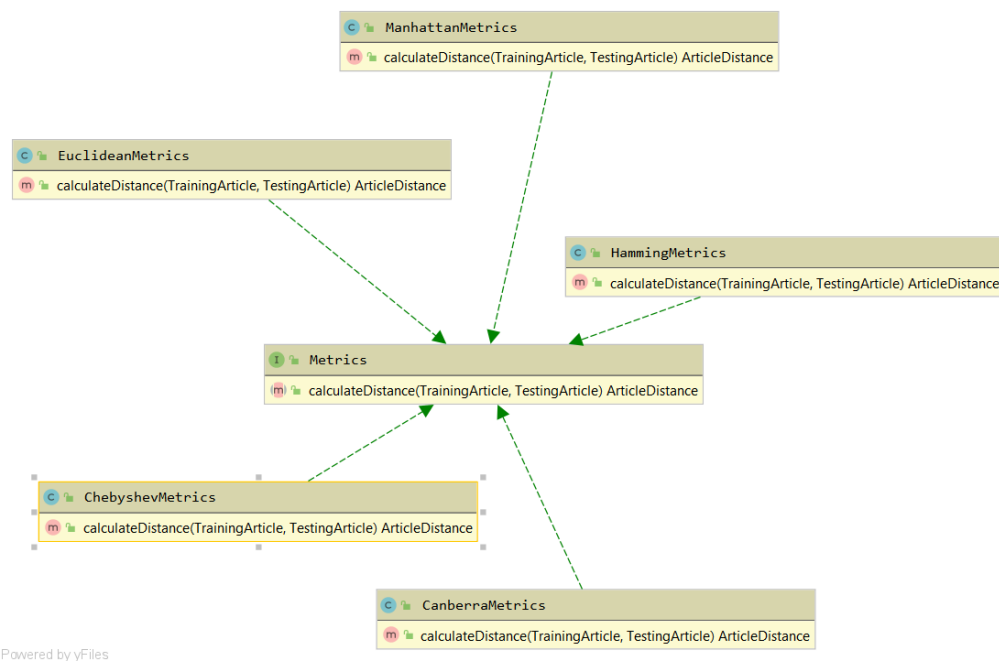 C ManhattanMetrics
m calculateDistance(TrainingArticle, TestingArticle) ArticleDistance
C EuclideanMetrics
m calculateDistance(TrainingArticle, TestingArticle) ArticleDistance
C HammingMetrics
m calculateDistance(TrainingArticle, TestingArticle) ArticleDistance
I Metrics
(m) calculateDistance(TrainingArticle, TestingArticle) ArticleDistance
C ChebyshevMetrics
m calculateDistance(TrainingArticle, TestingArticle) ArticleDistance
C CanberraMetrics
m calculateDistance(TrainingArticle, TestingArticle) ArticleDistance
Powered by yFiles